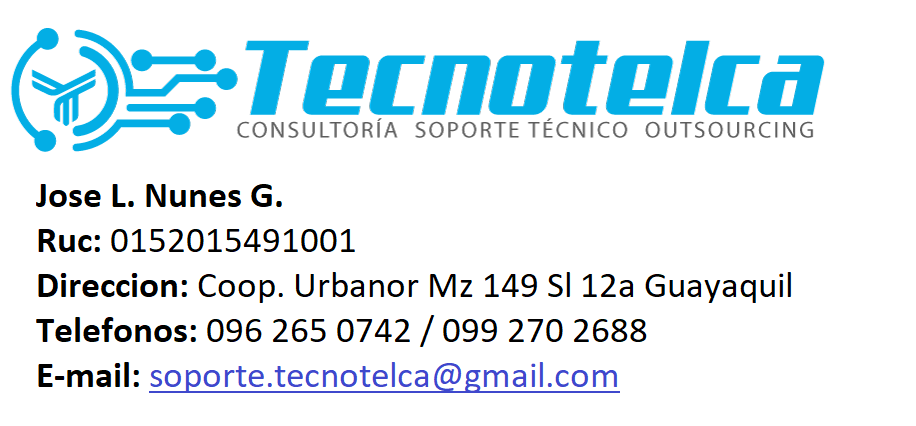 Tecnotelca
CONSULTORÍA SOPORTE TÉCNICO OUTSOURCING
Jose L. Nunes G.
Ruc: 0152015491001
Direccion: Coop. Urbanor Mz 149 Sl 12a Guayaquil
Telefonos: 096 265 0742 / 099 270 2688
E-mail: soporte.tecnotelca@gmail.com